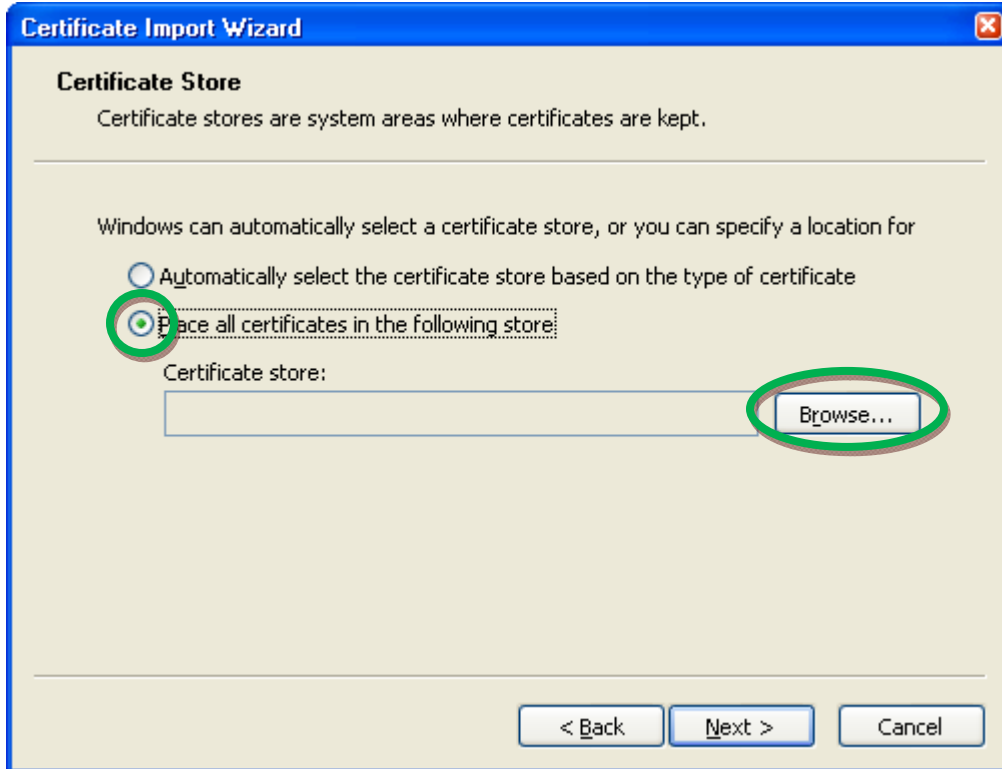 Certificate Import Wizard
Certificate Store
Certificate stores are system areas where certificates are kept.
Windows can automatically select a certificate store, or you can specify a location for
Automatically select the certificate store based on the type of certificate
Place all certificates in the following store
Certificate store:
Browse...
< Back Next > Cancel